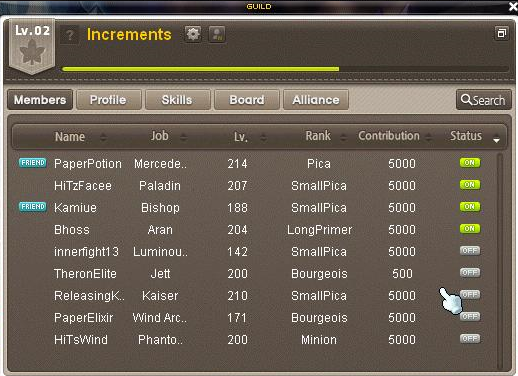 GUILD
Lv.02 ? Increments
Members Profile Skills Board Alliance Search
Name Job Lv. Rank Contribution Status
FRIEND PaperPotion Mercede.. 214 Pica 5000 ON
HiTzFacee Paladin 207 SmallPica 5000 ON
FRIEND Kamiue Bishop 188 SmallPica 5000 ON
Bhoss Aran 204 LongPrimer 5000 ON
innerfight13 Luminou.. 142 SmallPica 5000 OFF
TheronElite Jett 200 Bourgeois 500 OFF
ReleasingK.. Kaiser 210 SmallPica 5000 OFF
PaperElixir Wind Arc.. 171 Bourgeois 5000 OFF
HiTsWind Phanto.. 200 Minion 5000 OFF